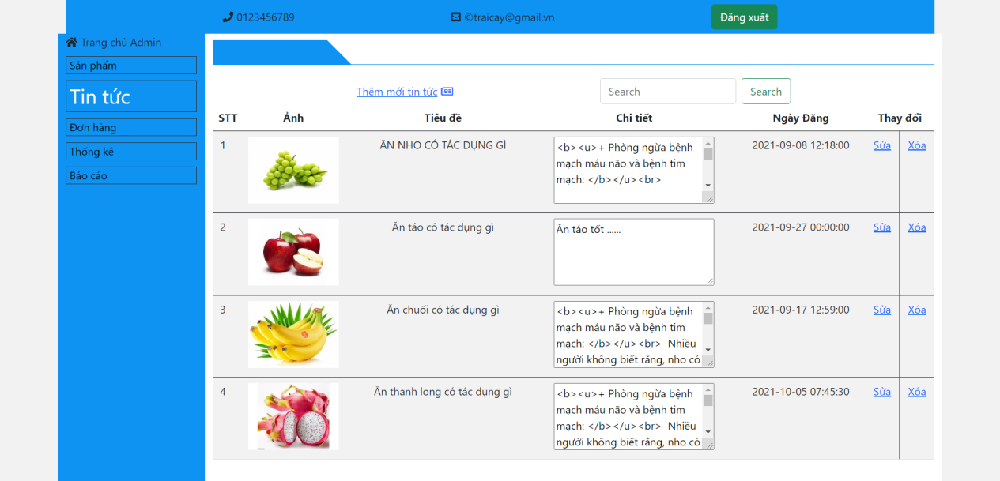 0123456789 ©traicay@gmail.vn Đăng xuất
Trang chủ Admin
Sản phẩm
Tin tức
Đơn hàng
Thống kê
Báo cáo
Thêm mới tin tức Search Search
STT Ảnh Tiêu đề Chi tiết Ngày Đăng Thay đổi
1 ĂN NHO CÓ TÁC DỤNG GÌ <b><u>+ Phòng ngừa bệnh 2021-09-08 12:18:00 Sửa Xóa
mạch máu não và bệnh tim
mạch: </b></u><br>
2 Ăn táo có tác dụng gì Ăn táo tốt ...... 2021-09-27 00:00:00 Sửa Xóa
3 Ăn chuối có tác dụng gì <b><u>+ Phòng ngừa bệnh 2021-09-17 12:59:00 Sửa Xóa
mạch máu não và bệnh tim
mạch: </b></u><br> Nhiều
người không biết rằng, nho có
4 Ăn thanh long có tác dụng gì <b><u>+ Phòng ngừa bệnh 2021-10-05 07:45:30 Sửa Xóa
mạch máu não và bệnh tim
mạch: </b></u><br> Nhiều
người không biết rằng, nho có